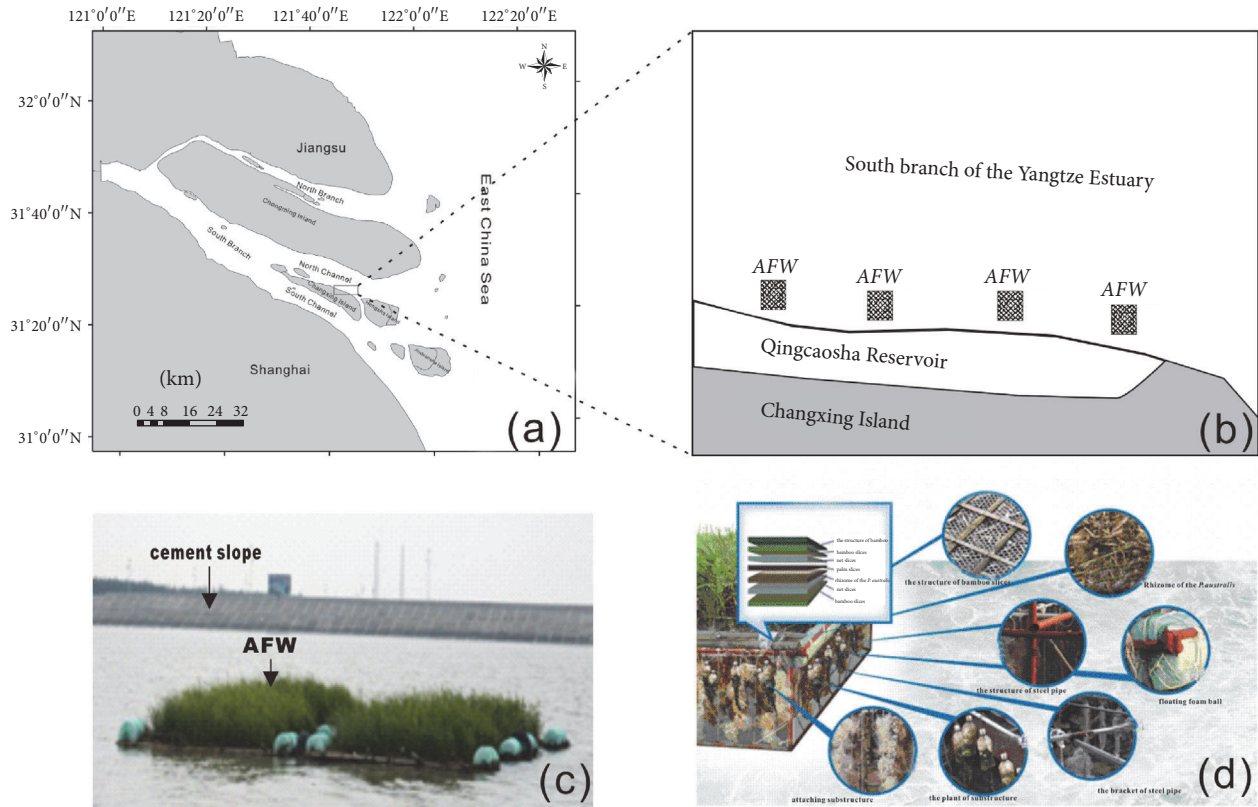 121°0′0″E 121°20′0″E 121°40′0″E 122°0′0″E 122°20′0″E
N
W E
S
32°0′0″N
31°40′0″N
31°20′0″N
31°0′0″N
Jiangsu
North Branch
Chongming Island
South Branch
North Channel
Changxing Island
South Channel
East China Sea
Shanghai
(km)
0 4 8 16 24 32
(a)
South branch of the Yangtze Estuary
AFW AFW AFW AFW
Qingcaosha Reservoir
Changxing Island
(b)
cement slope
AFW
(c)
the structure of bamboo
bamboo slices
net slices
palm slices
rhizome of the P. australis
net slices
bamboo slices
the structure of bamboo slices
Rhizome of the P.australis
the structure of steel pipe
floating foam ball
attaching substructure
the plant of substructure
the bracket of steel pipe
(d)